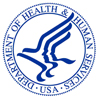 DEPARTMENT OF HEALTH & HUMAN SERVICES · USA